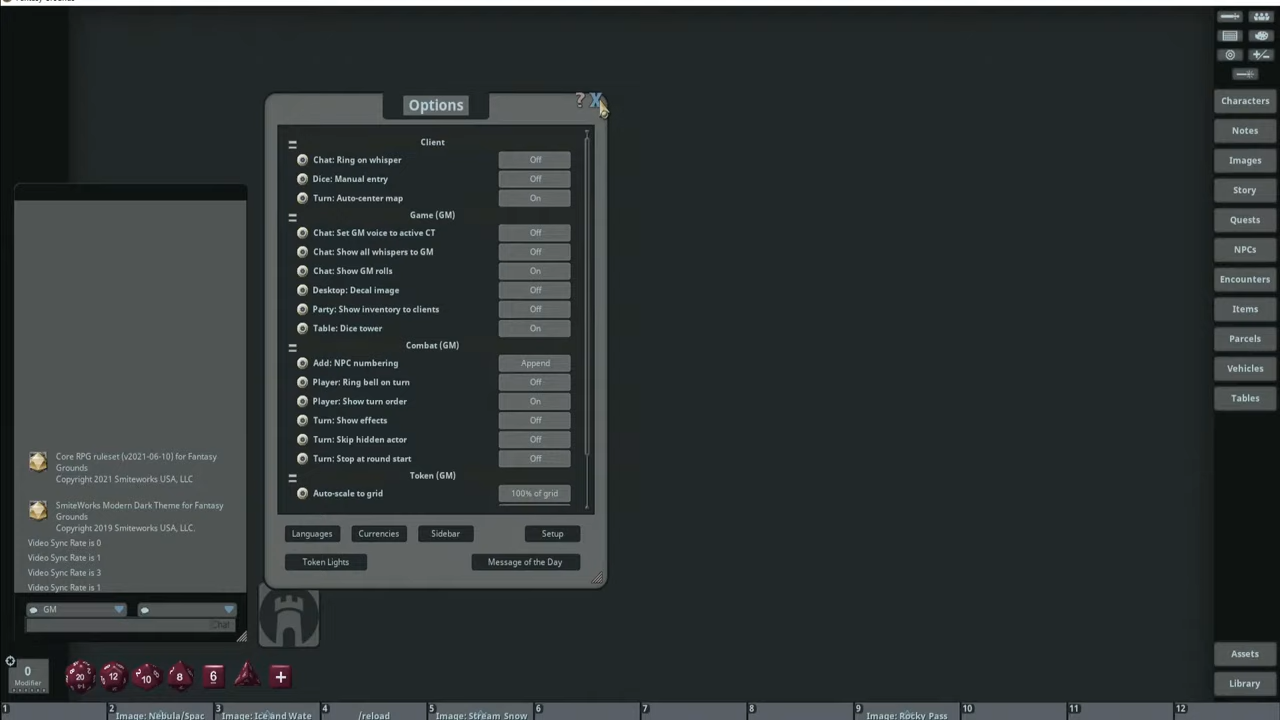 Fantasy Grounds
Options
?
X
Client
Chat: Ring on whisper
Off
Dice: Manual entry
Off
Turn: Auto-center map
On
Game (GM)
Chat: Set GM voice to active CT
Off
Chat: Show all whispers to GM
Off
Chat: Show GM rolls
On
Desktop: Decal image
Off
Party: Show inventory to clients
Off
Table: Dice tower
On
Combat (GM)
Add: NPC numbering
Append
Player: Ring bell on turn
Off
Player: Show turn order
On
Turn: Show effects
Off
Turn: Skip hidden actor
Off
Turn: Stop at round start
Off
Token (GM)
Auto-scale to grid
100% of grid
Languages
Currencies
Sidebar
Setup
Token Lights
Message of the Day
Core RPG ruleset (v2021-06-10) for Fantasy
Grounds
Copyright 2021 Smiteworks USA, LLC
SmiteWorks Modern Dark Theme for Fantasy
Grounds
Copyright 2019 Smiteworks USA, LLC.
Video Sync Rate is 0
Video Sync Rate is 1
Video Sync Rate is 3
Video Sync Rate is 1
GM
Chat
0
Modifier
20
12
10
8
6
+
Characters
Notes
Images
Story
Quests
NPCs
Encounters
Items
Parcels
Vehicles
Tables
Assets
Library
1
2
Image: Nebula/Spac
3
Image: Ice and Wate
4
/reload
5
Image: Stream Snow
6
7
8
9
Image: Rocky Pass
10
11
12